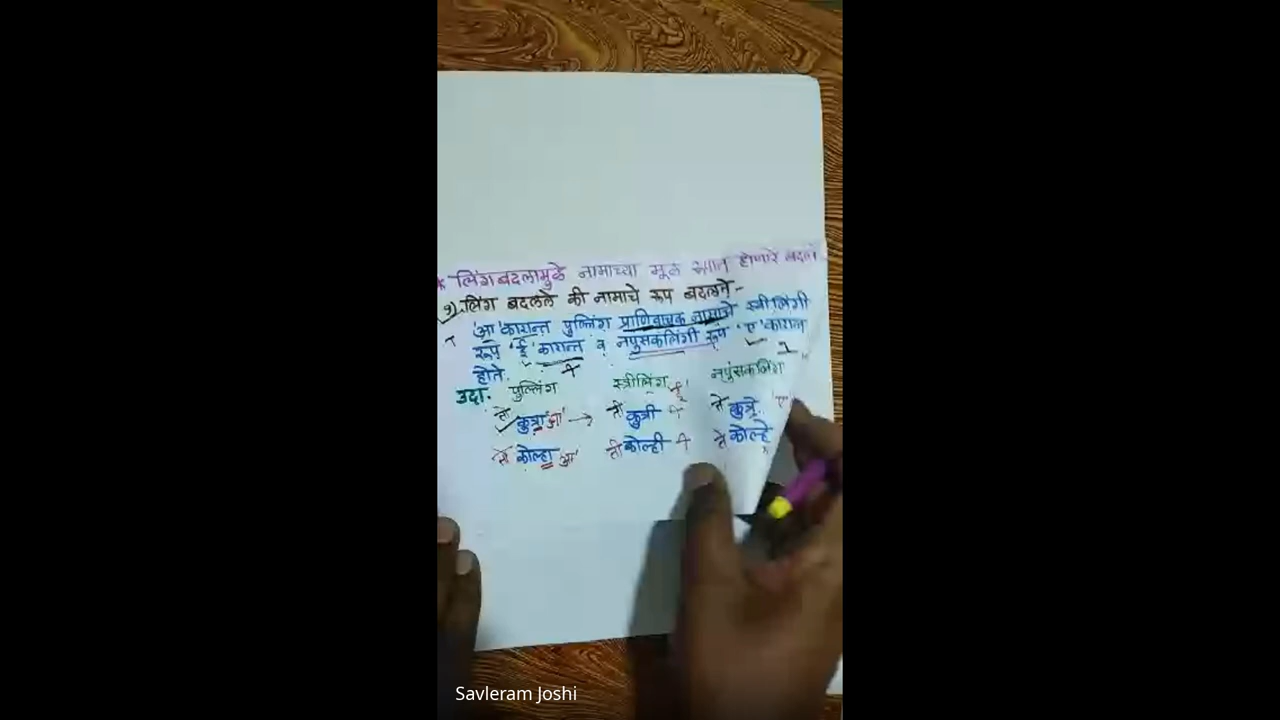 * लिंगबदलामुळे नामाच्या मूळ रूपात होणारे बदल
१) लिंग बदलले की नामाचे रूप बदलते -
'आ'कारान्त पुल्लिंग प्राणिवाचक नामाचे स्त्रीलिंगी
रूप 'ई'कारान्त व नपुसकलिंगी रूप 'ए'कारान्त
होते.
उदा. पुल्लिंग स्त्रीलिंग 'ई' नपुंसकलिंग
तो कुत्रा 'आ' → ती कुत्री ते कुत्रे 'ए'
तो कोल्हा 'आ' ती कोल्ही ते कोल्हे
Savleram Joshi